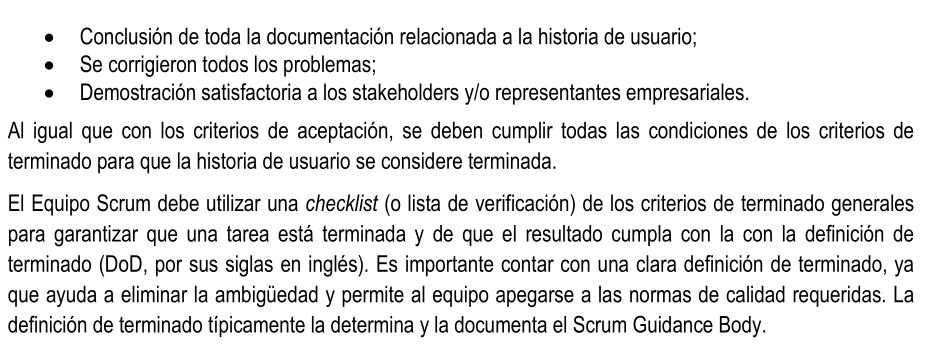 • Conclusión de toda la documentación relacionada a la historia de usuario;
• Se corrigieron todos los problemas;
• Demostración satisfactoria a los stakeholders y/o representantes empresariales.
Al igual que con los criterios de aceptación, se deben cumplir todas las condiciones de los criterios de
terminado para que la historia de usuario se considere terminada.
El Equipo Scrum debe utilizar una checklist (o lista de verificación) de los criterios de terminado generales
para garantizar que una tarea está terminada y de que el resultado cumpla con la con la definición de
terminado (DoD, por sus siglas en inglés). Es importante contar con una clara definición de terminado, ya
que ayuda a eliminar la ambigüedad y permite al equipo apegarse a las normas de calidad requeridas. La
definición de terminado típicamente la determina y la documenta el Scrum Guidance Body.